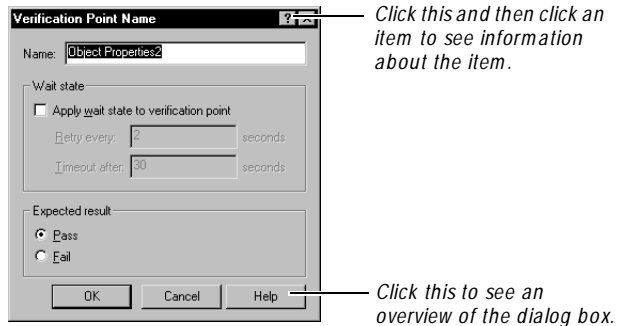 Verification Point Name
Click this and then click an
item to see information
about the item.
Name: Object Properties2
Wait state
Apply wait state to verification point
Retry every: 2 seconds
Timeout after: 30 seconds
Expected result
Pass
Fail
OK Cancel Help
Click this to see an
overview of the dialog box.